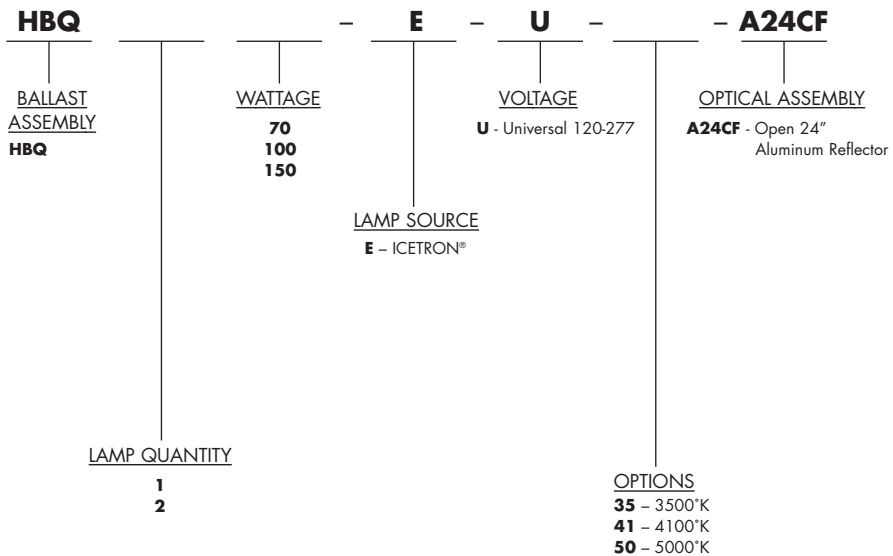 HBQ – E – U – – A24CF
BALLAST
ASSEMBLY
HBQ
WATTAGE
70
100
150
VOLTAGE
U - Universal 120-277
OPTICAL ASSEMBLY
A24CF - Open 24”
Aluminum Reflector
LAMP SOURCE
E – ICETRON®
LAMP QUANTITY
1
2
OPTIONS
35 – 3500˚K
41 – 4100˚K
50 – 5000˚K